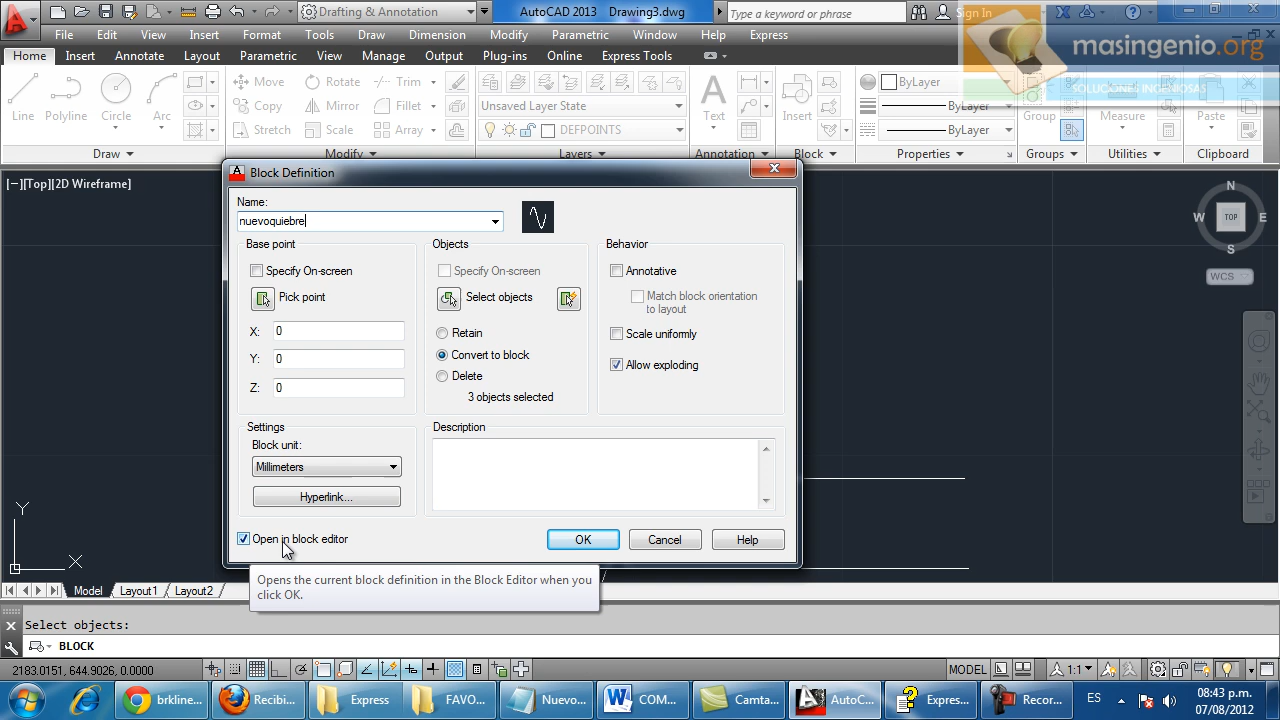 Drafting & Annotation
AutoCAD 2013 Drawing3.dwg
Type a keyword or phrase
Sign In
File Edit View Insert Format Tools Draw Dimension Modify Parametric Window Help Express
masingenio.org
SOLUCIONES INGENIOSAS
Home Insert Annotate Layout Parametric View Manage Output Plug-ins Online Express Tools
Line Polyline Circle Arc
Move Rotate Trim
Copy Mirror Fillet
Stretch Scale Array
Unsaved Layer State
DEFPOINTS
Text
Insert
ByLayer
ByLayer
ByLayer
Group
Measure
Paste
Draw Modify Layers Annotation Block Properties Groups Utilities Clipboard
[−][Top][2D Wireframe]
N
W TOP E
S
WCS
Block Definition
Name:
nuevoquiebre
Base point
Specify On-screen
Pick point
X: 0
Y: 0
Z: 0
Objects
Specify On-screen
Select objects
Retain
Convert to block
Delete
3 objects selected
Behavior
Annotative
Match block orientation
to layout
Scale uniformly
Allow exploding
Settings
Block unit:
Millimeters
Hyperlink...
Description
Open in block editor
OK Cancel Help
Opens the current block definition in the Block Editor when you
click OK.
Y
X
Model Layout1 Layout2
Select objects:
BLOCK
2183.0151, 644.9026, 0.0000
MODEL
1:1
brkline...
Recibi...
Express
FAVO...
Nuevo...
COM...
Camta...
AutoC...
Expres...
Recor...
ES
08:43 p.m.
07/08/2012